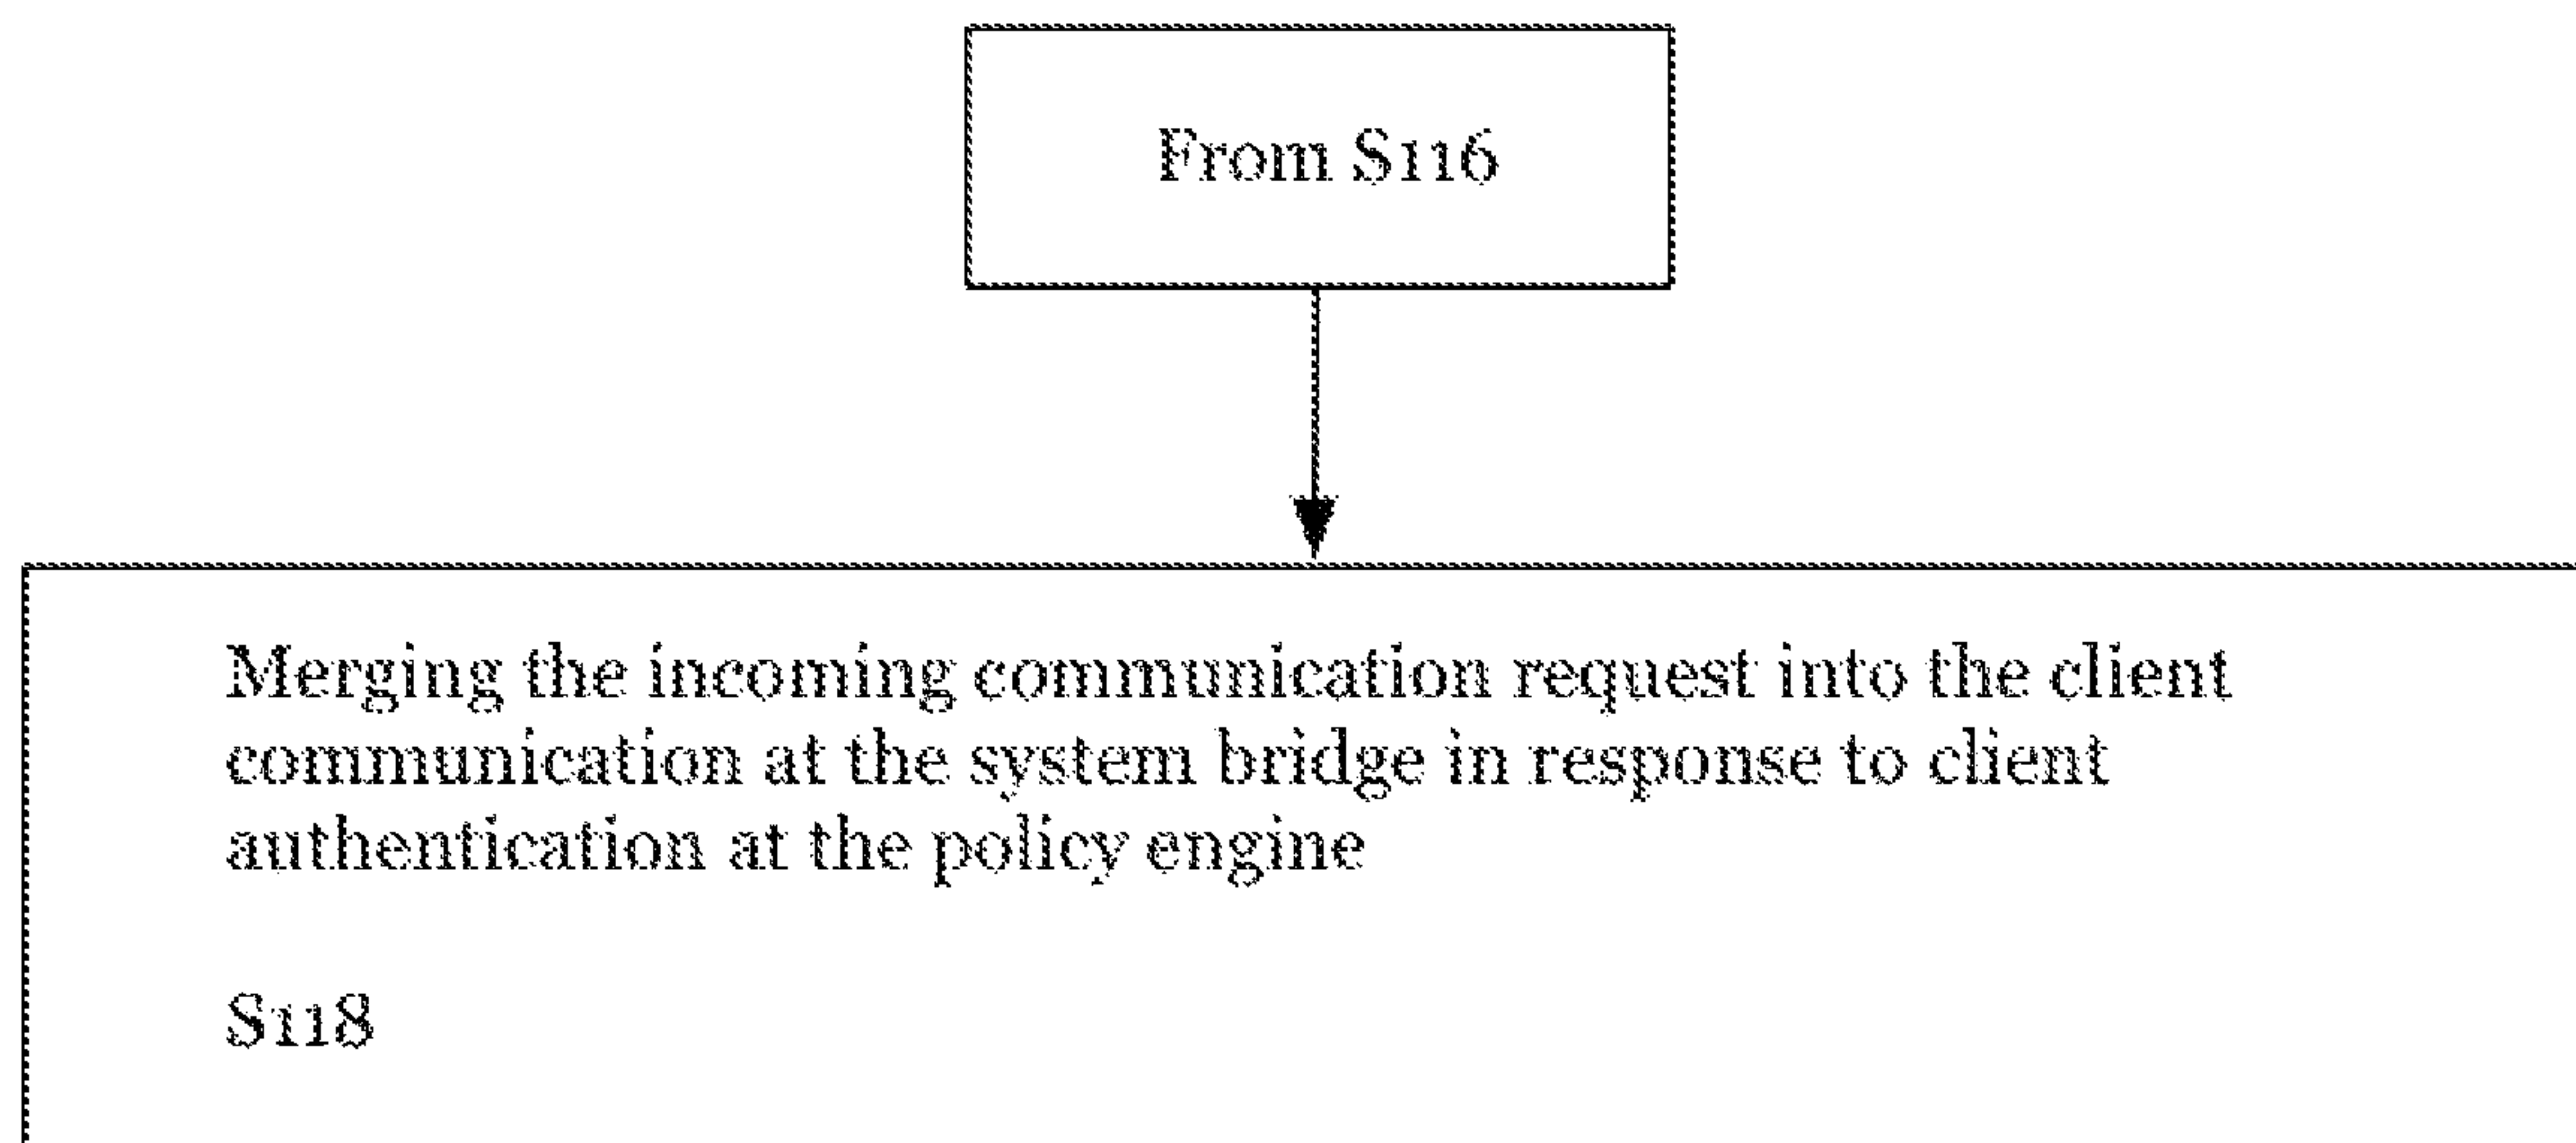 From S116
Merging the incoming communication request into the client
communication at the system bridge in response to client
authentication at the policy engine
S118